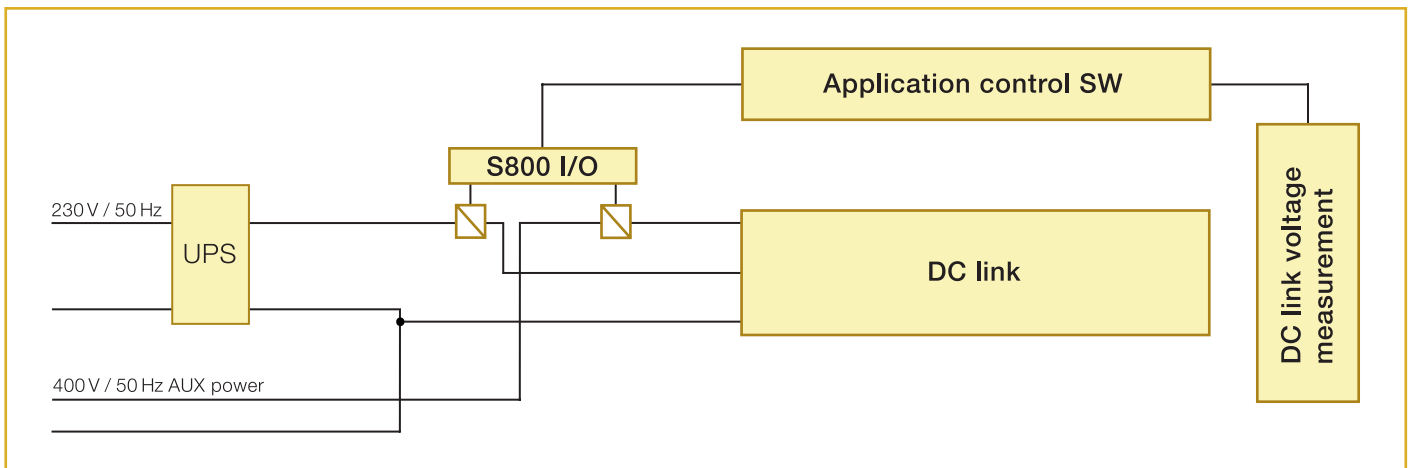 Application control SW
S800 I/O
230 V / 50 Hz
UPS
DC link
DC link voltage
measurement
400 V / 50 Hz AUX power